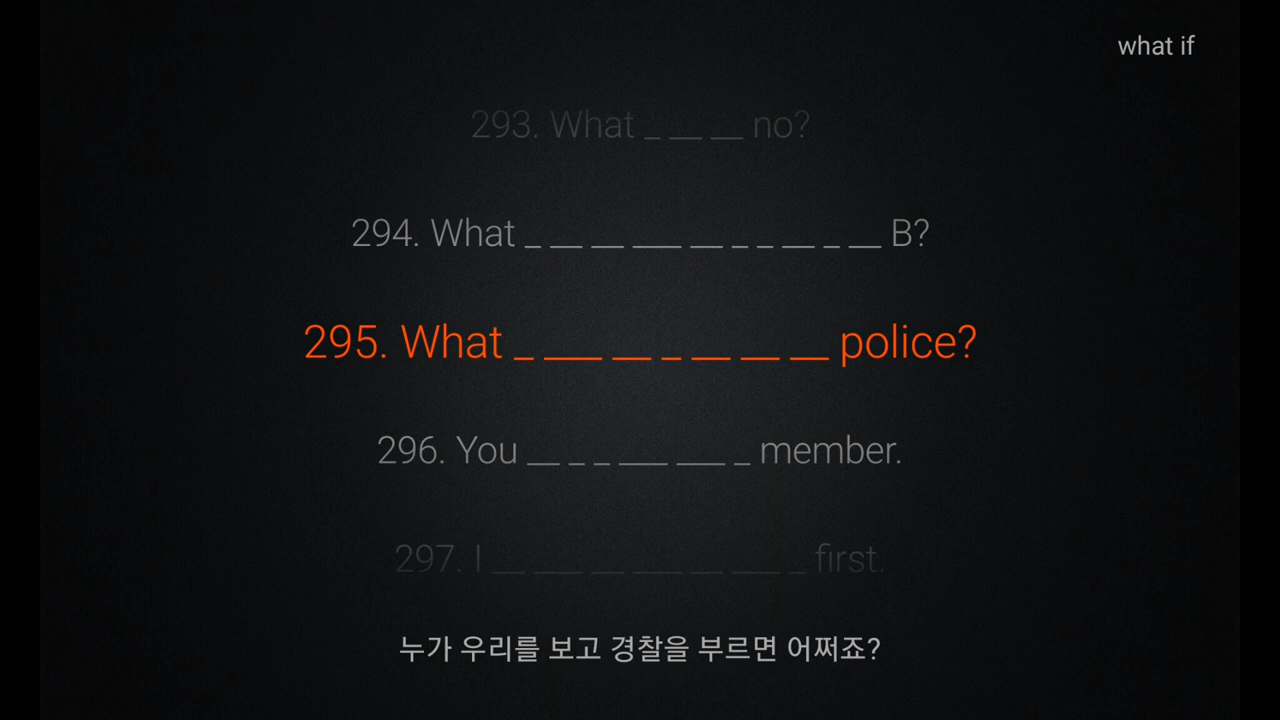 what if
293. What _ __ __ no?
294. What _ __ __ ___ __ _ _ __ _ __ B?
295. What _ ___ __ _ __ __ __ police?
296. You __ _ _ ___ ___ _ member.
297. I __ ___ __ ___ __ ___ _ first.
누가 우리를 보고 경찰을 부르면 어쩌죠?